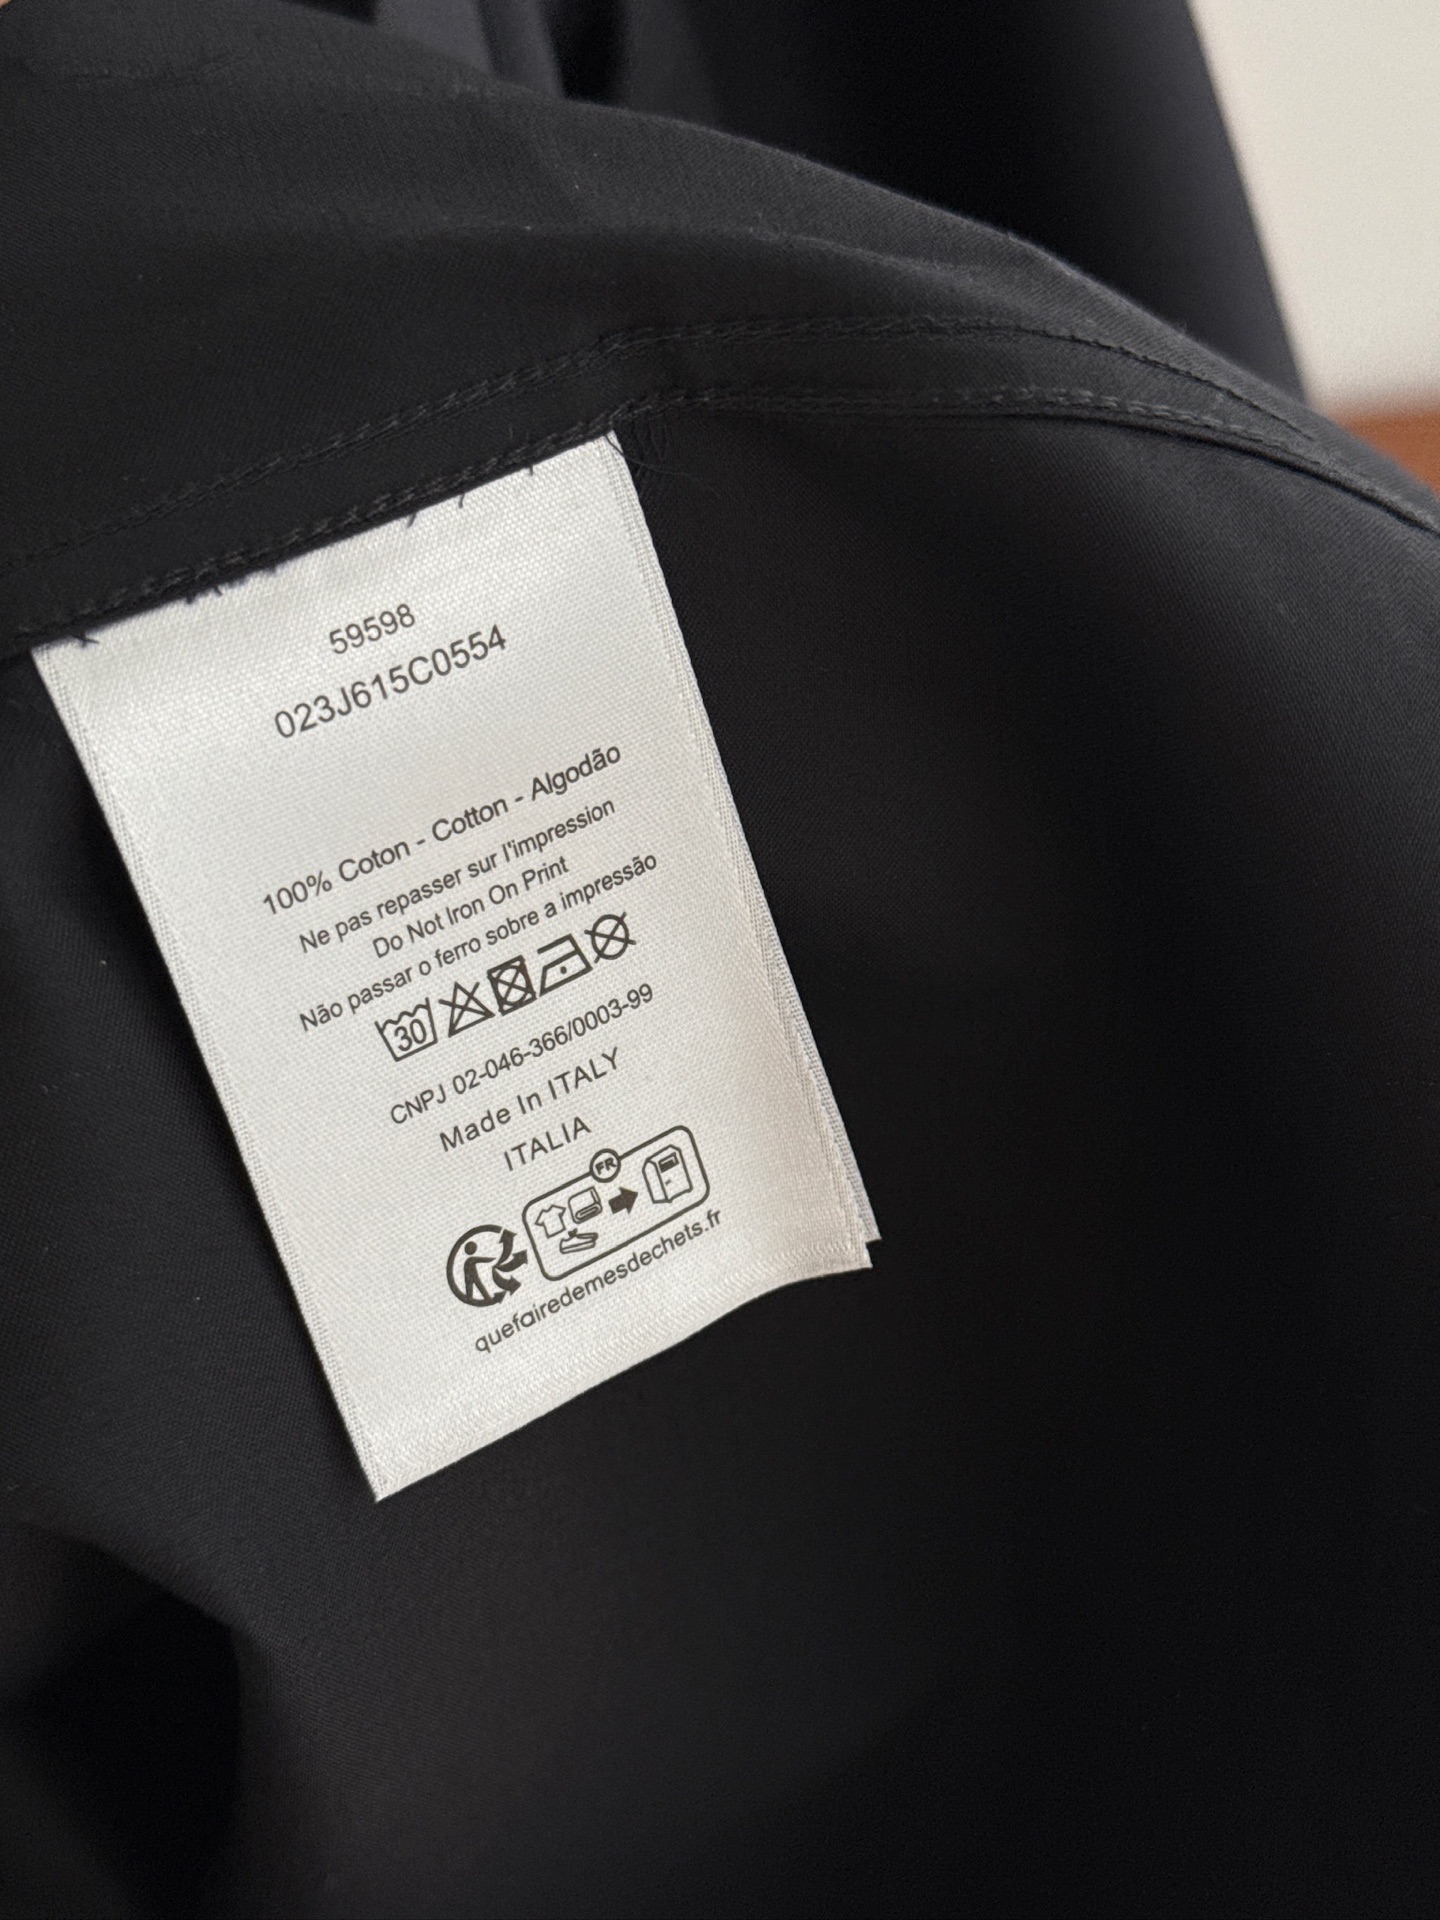 59598
023J615C0554
100% Coton - Cotton - Algodão
Ne pas repasser sur l'impression
Do Not Iron On Print
Não passar o ferro sobre a impressão
30
CNPJ 02-046-366/0003-99
Made In ITALY
ITALIA
FR
quefairedemesdechets.fr